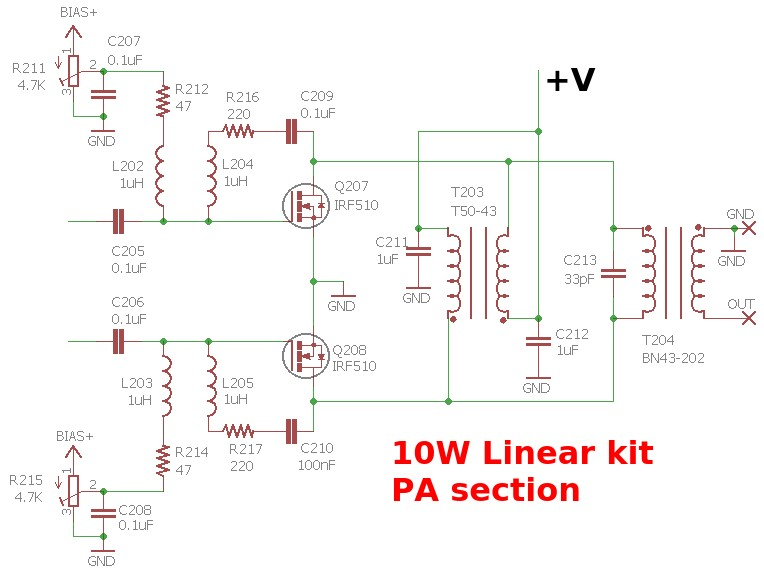 BIAS+
C207
0.1uF
1
R211
4.7K
2
3
GND
R212
47
R216
220
C209
0.1uF
L202
1uH
L204
1uH
Q207
IRF510
C205
0.1uF
+V
T203
T50-43
C211
1uF
GND
GND
C213
33pF
GND
GND
OUT
T204
BN43-202
C212
1uF
GND
C206
0.1uF
Q208
IRF510
L203
1uH
L205
1uH
BIAS+
R214
47
R217
220
C210
100nF
1
R215
4.7K
2
3
C208
0.1uF
GND
10W Linear kit
PA section